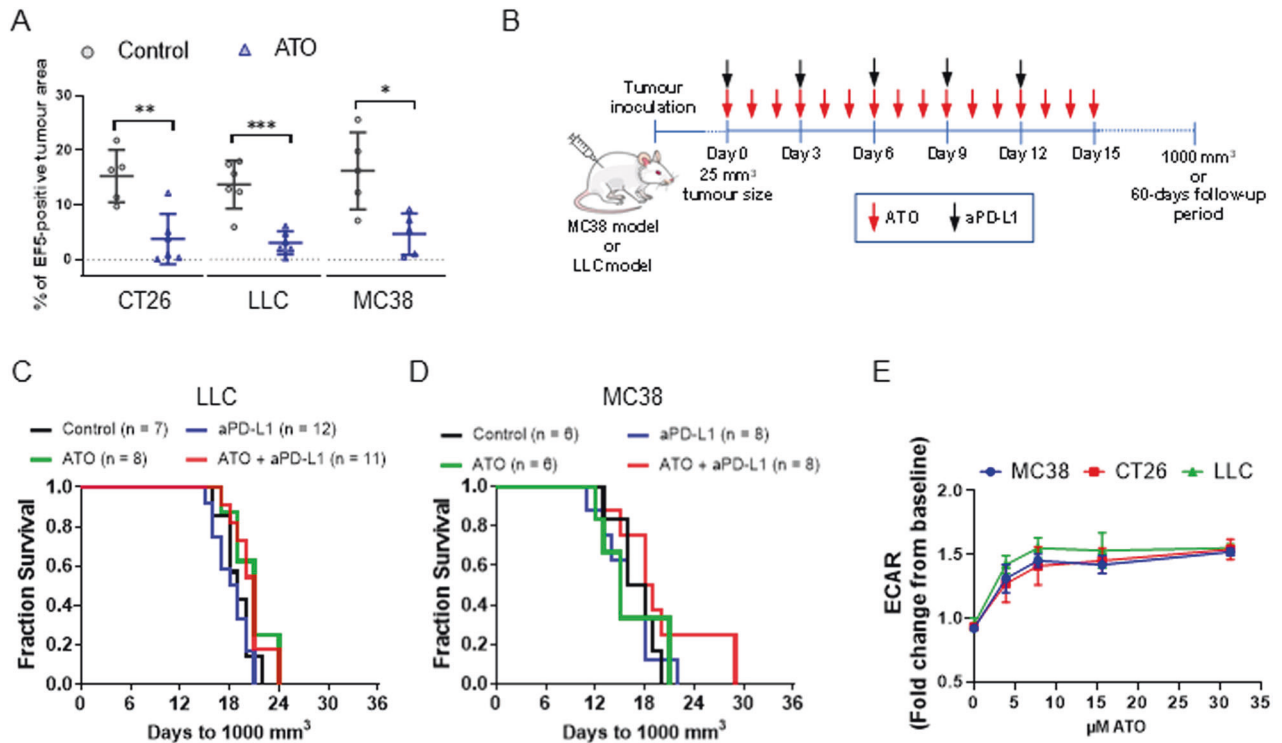 A
Control
ATO
% of EF5-positive tumour area
30
20
10
0
**
***
*
CT26
LLC
MC38
B
Tumour
inoculation
MC38 model
or
LLC model
Day 0
25 mm³
tumour size
Day 3
Day 6
Day 9
Day 12
Day 15
1000 mm³
or
60-days follow-up
period
ATO
aPD-L1
C
LLC
Control (n = 7)
aPD-L1 (n = 12)
ATO (n = 8)
ATO + aPD-L1 (n = 11)
Fraction Survival
1.0
0.8
0.6
0.4
0.2
0.0
0 6 12 18 24 30 36
Days to 1000 mm³
D
MC38
Control (n = 6)
aPD-L1 (n = 8)
ATO (n = 6)
ATO + aPD-L1 (n = 8)
Fraction Survival
1.0
0.8
0.6
0.4
0.2
0.0
0 6 12 18 24 30 36
Days to 1000 mm³
E
MC38 CT26 LLC
ECAR
(Fold change from baseline)
2.0
1.5
1.0
0.5
0 5 10 15 20 25 30 35
µM ATO